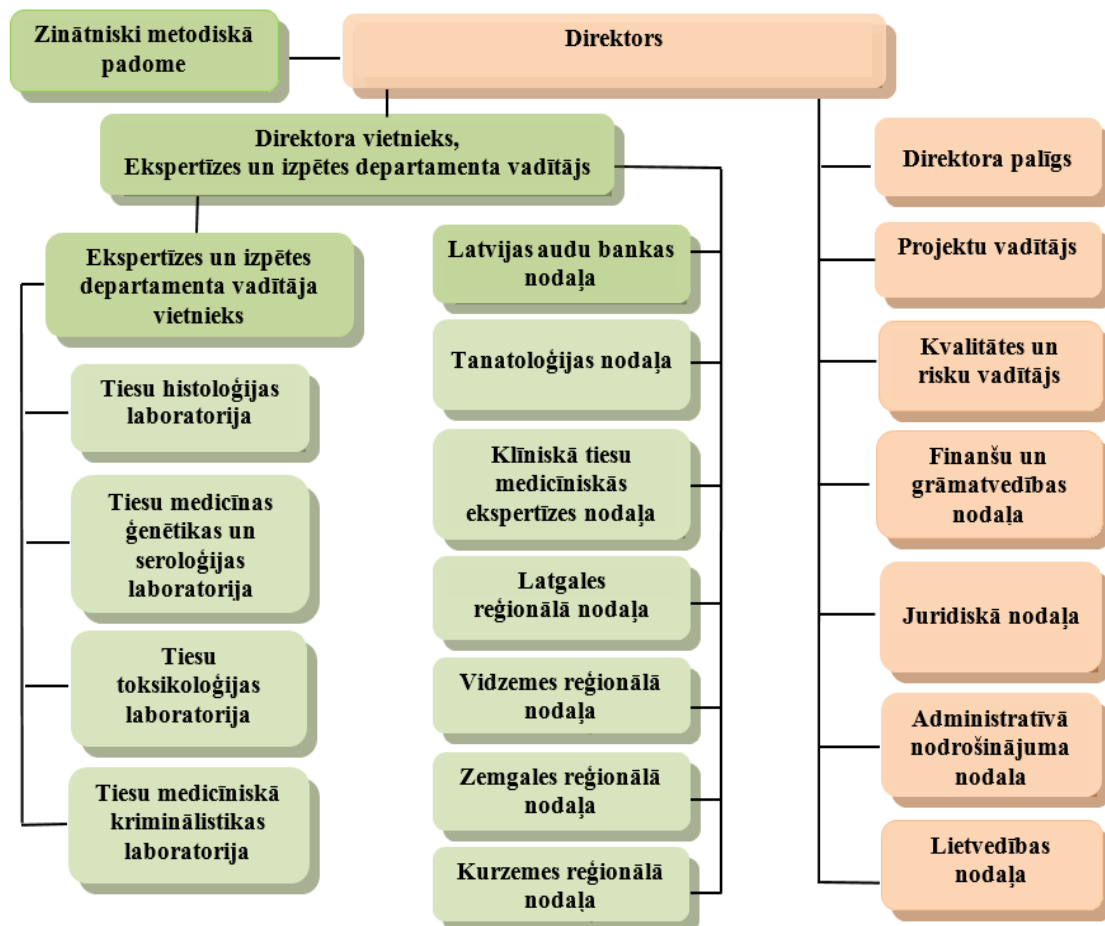 Zinātniski metodiskā
padome
Direktors
Direktora vietnieks,
Ekspertīzes un izpētes departamenta vadītājs
Ekspertīzes un izpētes
departamenta vadītāja
vietnieks
Tiesu histoloģijas
laboratorija
Tiesu medicīnas
ģenētikas un
seroloģijas
laboratorija
Tiesu
toksikoloģijas
laboratorija
Tiesu medicīniskā
kriminālistikas
laboratorija
Latvijas audu bankas
nodaļa
Tanatoloģijas nodaļa
Klīniskā tiesu
medicīniskās
ekspertīzes nodaļa
Latgales
reģionālā nodaļa
Vidzemes reģionālā
nodaļa
Zemgales reģionālā
nodaļa
Kurzemes reģionālā
nodaļa
Direktora palīgs
Projektu vadītājs
Kvalitātes un
risku vadītājs
Finanšu un
grāmatvedības
nodaļa
Juridiskā nodaļa
Administratīvā
nodrošinājuma
nodala
Lietvedības
nodaļa